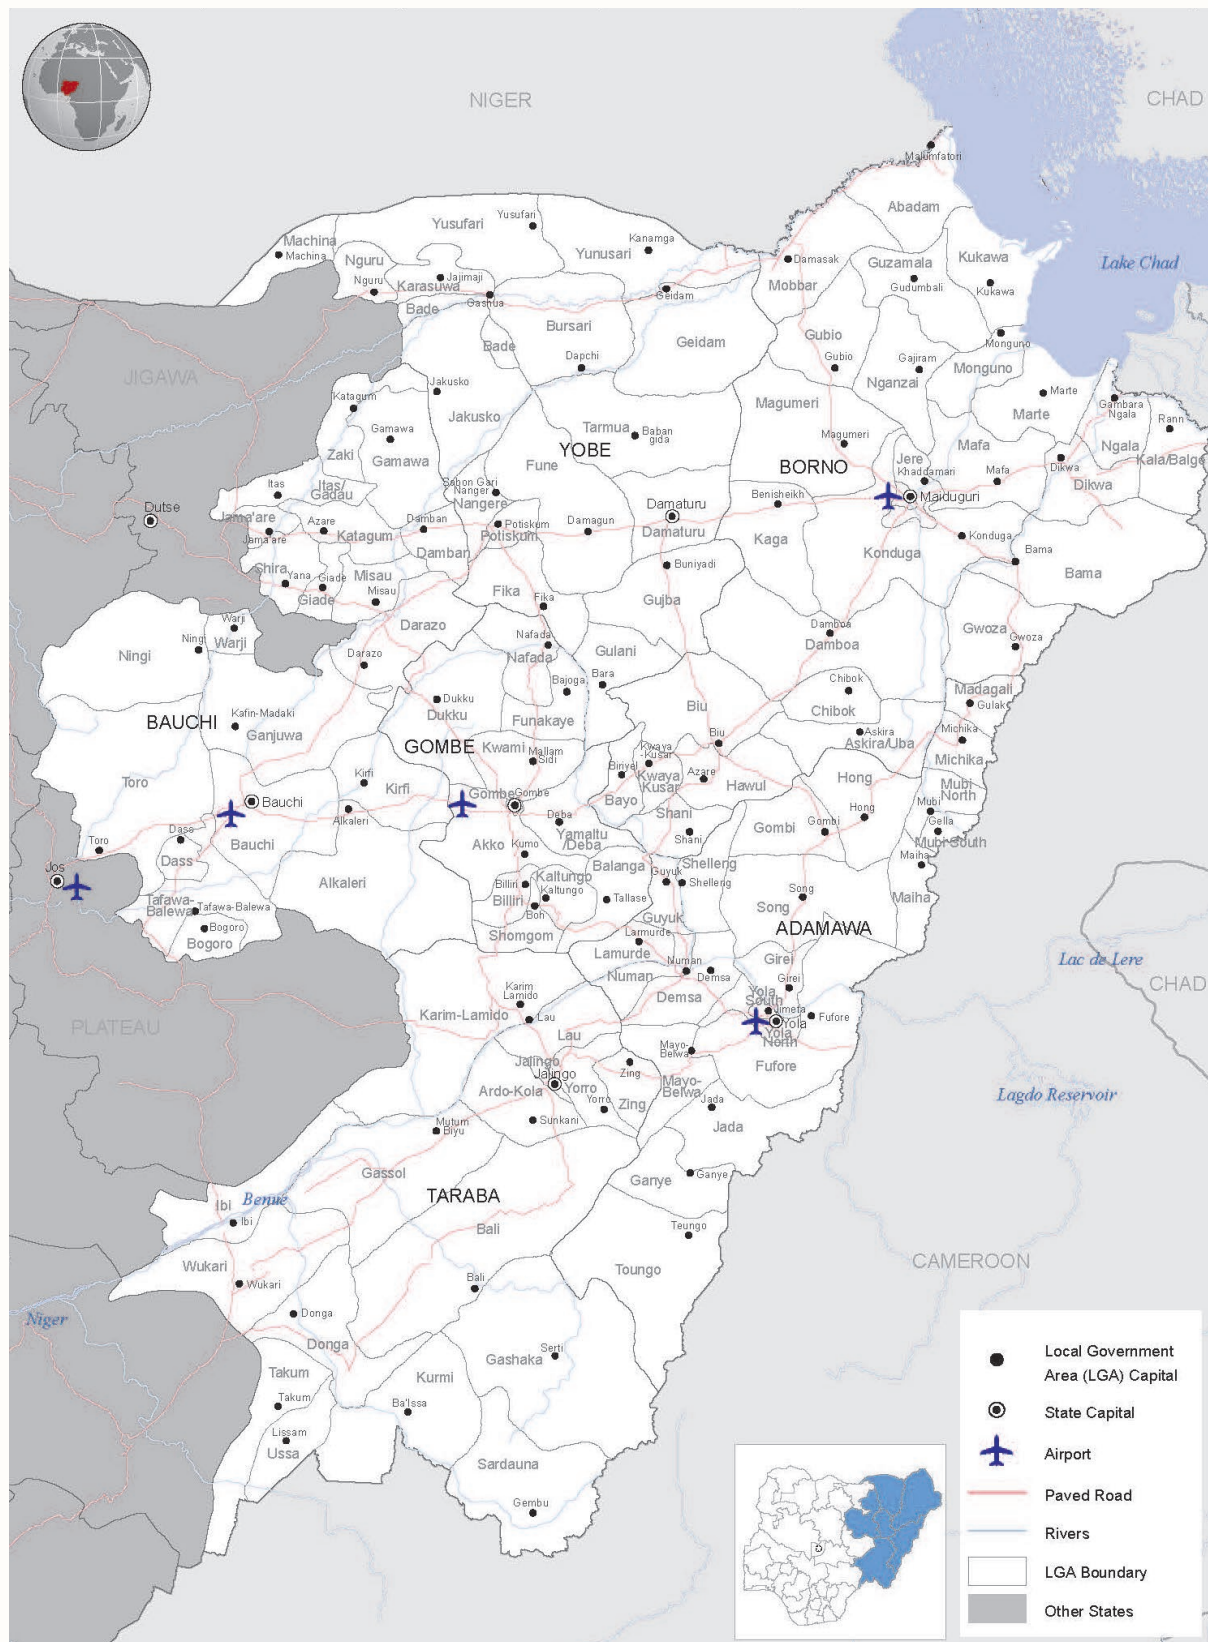 NIGER
CHAD
Malumfatori
Abadam
Yusufari
Yusufari
Machina
Machina
Kanamga
Yunusari
Nguru
Nguru
Jajimaji
Karasuwa
Bade
Gashua
Geidam
Damasak
Mobbar
Guzamala
Gudumbali
Kukawa
Kukawa
Lake Chad
Bursari
Bade
Dapchi
Geidam
Gubio
Gubio
Gajiram
Nganzai
Monguno
Monguno
JIGAWA
Katagum
Jakusko
Jakusko
Magumeri
Magumeri
Marte
Marte
Gambara
Ngala
Rann
Ngala
Kala/Balge
Gamawa
Gamawa
Zaki
Tarmua
Baban
gida
YOBE
Fune
BORNO
Jere
Khaddamari
Mafa
Mafa
Dikwa
Dikwa
Itas
Itas/
Gadau
Sobon Gari
Nanger
Nangere
Benisheikh
Maiduguri
Dutse
Jama'are
Jama'are
Azare
Katagum
Damban
Damban
Potiskum
Potiskum
Damagun
Damaturu
Damaturu
Kaga
Konduga
Konduga
Bama
Bama
Shira
Yana
Giade
Giade
Misau
Misau
Buniyadi
Gujba
Fika
Fika
Darazo
Darazo
Warji
Warji
Ningi
Ningi
Nafada
Nafada
Gulani
Bara
Bajoga
Damboa
Damboa
Gwoza
Gwoza
Chibok
Chibok
Madagali
Gulak
Dukku
Dukku
Funakaye
Biu
Biu
Askira
Askira/Uba
Michika
Michika
BAUCHI
Kafin-Madaki
Ganjuwa
GOMBE
Kwami
Mallam
Sidi
Kwaya
-Kusar
Biriyel
Kwaya
Kusar
Azare
Hawul
Hong
Hong
Mubi
North
Toro
Toro
Kirfi
Kirfi
Bauchi
Bauchi
Alkaleri
Alkaleri
Gombe
Gombe
Bayo
Shani
Shani
Gombi
Gombi
Mubi
Gella
Mubi South
Dass
Dass
Deba
Yamaltu
/Deba
Akko
Kumo
Jos
Balanga
Shelleng
Shelleng
Guyuk
Guyuk
Maiha
Maiha
Kaltungo
Kaltungo
Billiri
Billiri
Boh
Tallase
Song
Song
Tafawa-
Balewa
Tafawa-Balewa
Bogoro
Bogoro
Shomgom
Lamurde
Lamurde
ADAMAWA
Numan
Numan
Demsa
Demsa
Girei
Girei
Lac de Lere
CHAD
Karim
Lamido
Karim-Lamido
Lau
Lau
Yola
South
Jimeta
Yola
Yola
North
Fufore
Fufore
PLATEAU
Mayo-
Belwa
Mayo-
Belwa
Jalingo
Jalingo
Ardo-Kola
Yorro
Yorro
Zing
Zing
Jada
Jada
Lagdo Reservoir
Sunkani
Mutum
Biyu
Gassol
Ganye
Ganye
TARABA
Benue
Ibi
Ibi
Bali
Bali
Teungo
Toungo
Wukari
Wukari
CAMEROON
Niger
Donga
Donga
Serti
Gashaka
Takum
Takum
Kurmi
Ba'Issa
Lissam
Ussa
Sardauna
Gembu
Local Government
Area (LGA) Capital
State Capital
Airport
Paved Road
Rivers
LGA Boundary
Other States